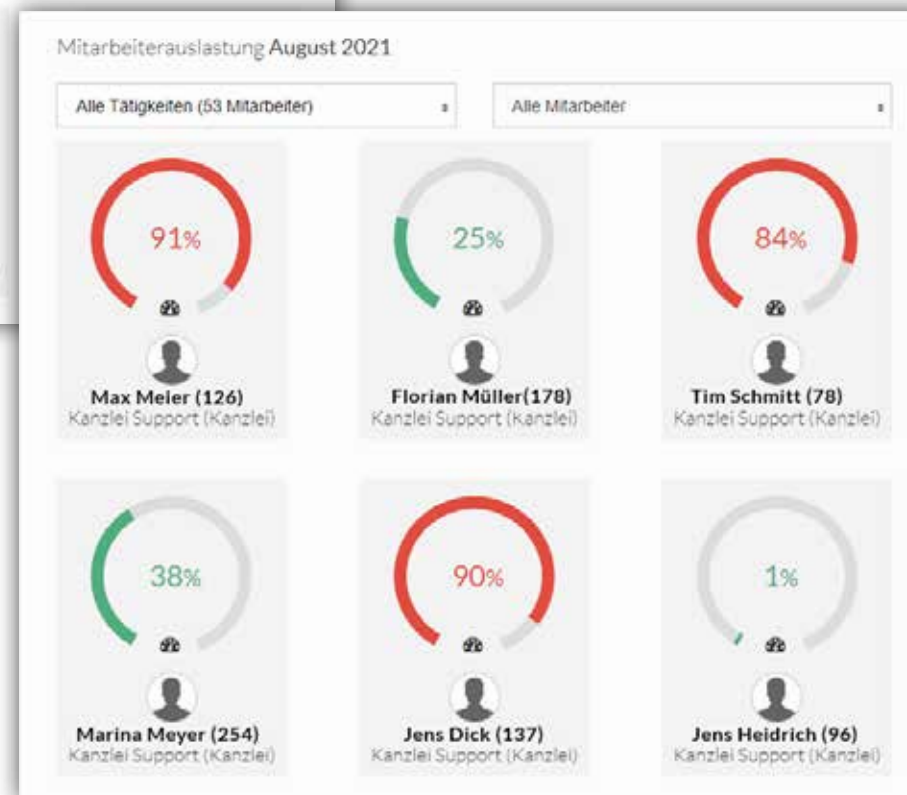 Mitarbeiterauslastung August 2021
Alle Tätigkeiten (53 Mitarbeiter)
Alle Mitarbeiter
91%
25%
84%
Max Meier (126)
Florian Müller(178)
Tim Schmitt (78)
Kanzlei Support (Kanzlei)
Kanzlei Support (Kanzlei)
Kanzlei Support (Kanzlei)
38%
90%
1%
Marina Meyer (254)
Jens Dick (137)
Jens Heidrich (96)
Kanzlei Support (Kanzlei)
Kanzlei Support (Kanzlei)
Kanzlei Support (Kanzlei)